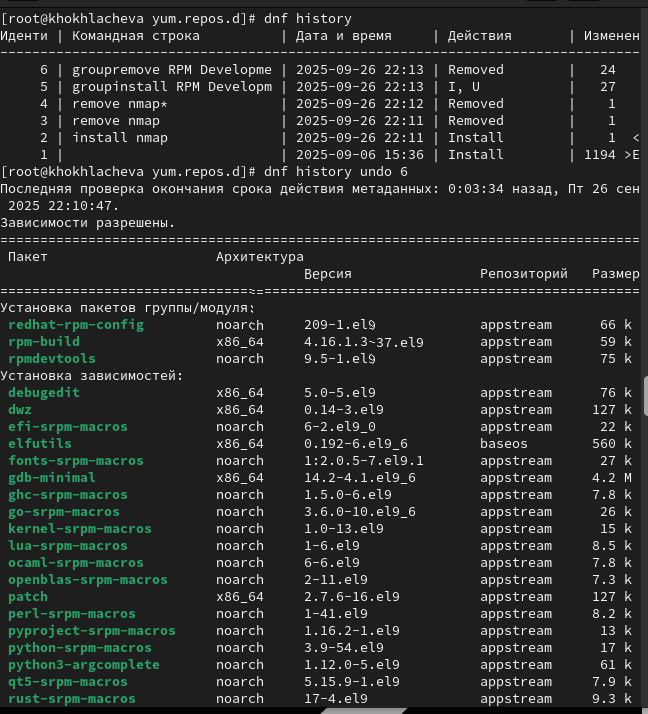 [root@khokhlacheva yum.repos.d]# dnf history
Иденти | Командная строка | Дата и время | Действия | Изменен
--------------------------------------------------------------------------------
6 | groupremove RPM Developme | 2025-09-26 22:13 | Removed | 24
5 | groupinstall RPM Developm | 2025-09-26 22:13 | I, U | 27
4 | remove nmap* | 2025-09-26 22:12 | Removed | 1
3 | remove nmap | 2025-09-26 22:11 | Removed | 1
2 | install nmap | 2025-09-26 22:11 | Install | 1 <
1 | | 2025-09-06 15:36 | Install | 1194 >E
[root@khokhlacheva yum.repos.d]# dnf history undo 6
Последняя проверка окончания срока действия метаданных: 0:03:34 назад, Пт 26 сен
2025 22:10:47.
Зависимости разрешены.
================================================================================
Пакет Архитектура
Версия Репозиторий Размер
================================================================================
Установка пакетов группы/модуля:
redhat-rpm-config noarch 209-1.el9 appstream 66 k
rpm-build x86_64 4.16.1.3-37.el9 appstream 59 k
rpmdevtools noarch 9.5-1.el9 appstream 75 k
Установка зависимостей:
debugedit x86_64 5.0-5.el9 appstream 76 k
dwz x86_64 0.14-3.el9 appstream 127 k
efi-srpm-macros noarch 6-2.el9_0 appstream 22 k
elfutils x86_64 0.192-6.el9_6 baseos 560 k
fonts-srpm-macros noarch 1:2.0.5-7.el9.1 appstream 27 k
gdb-minimal x86_64 14.2-4.1.el9_6 appstream 4.2 M
ghc-srpm-macros noarch 1.5.0-6.el9 appstream 7.8 k
go-srpm-macros noarch 3.6.0-10.el9_6 appstream 26 k
kernel-srpm-macros noarch 1.0-13.el9 appstream 15 k
lua-srpm-macros noarch 1-6.el9 appstream 8.5 k
ocaml-srpm-macros noarch 6-6.el9 appstream 7.8 k
openblas-srpm-macros noarch 2-11.el9 appstream 7.3 k
patch x86_64 2.7.6-16.el9 appstream 127 k
perl-srpm-macros noarch 1-41.el9 appstream 8.2 k
pyproject-srpm-macros noarch 1.16.2-1.el9 appstream 13 k
python-srpm-macros noarch 3.9-54.el9 appstream 17 k
python3-argcomplete noarch 1.12.0-5.el9 appstream 61 k
qt5-srpm-macros noarch 5.15.9-1.el9 appstream 7.9 k
rust-srpm-macros noarch 17-4.el9 appstream 9.3 k